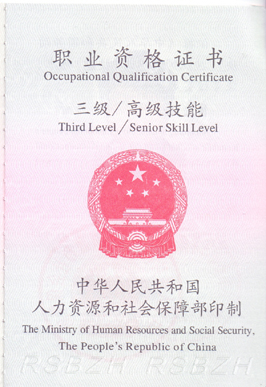 职业资格证书
Occupational Qualification Certificate
三级/高级技能
Third Level/Senior Skill Level
中华人民共和国
人力资源和社会保障部印制
The Ministry of Human Resources and Social Security,
The People's Republic of China
RSBZH RSBZH